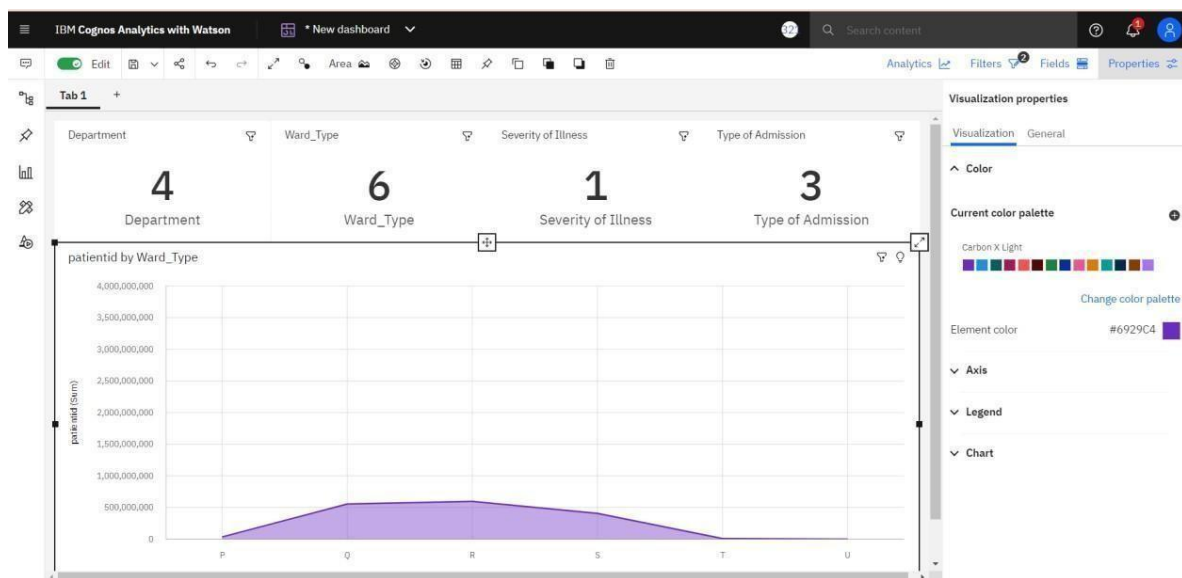 IBM Cognos Analytics with Watson
* New dashboard
Search content
1
Edit
Area
Analytics
Filters
2
Fields
Properties
Tab 1 +
Department
Ward_Type
Severity of Illness
Type of Admission
4
6
1
3
Department
Ward_Type
Severity of Illness
Type of Admission
patientid by Ward_Type
4,000,000,000
3,500,000,000
3,000,000,000
2,500,000,000
2,000,000,000
1,500,000,000
1,000,000,000
500,000,000
0
patientid (Sum)
P Q R S T U
Visualization properties
Visualization General
Color
Current color palette
Carbon X Light
Change color palette
Element color #6929C4
Axis
Legend
Chart